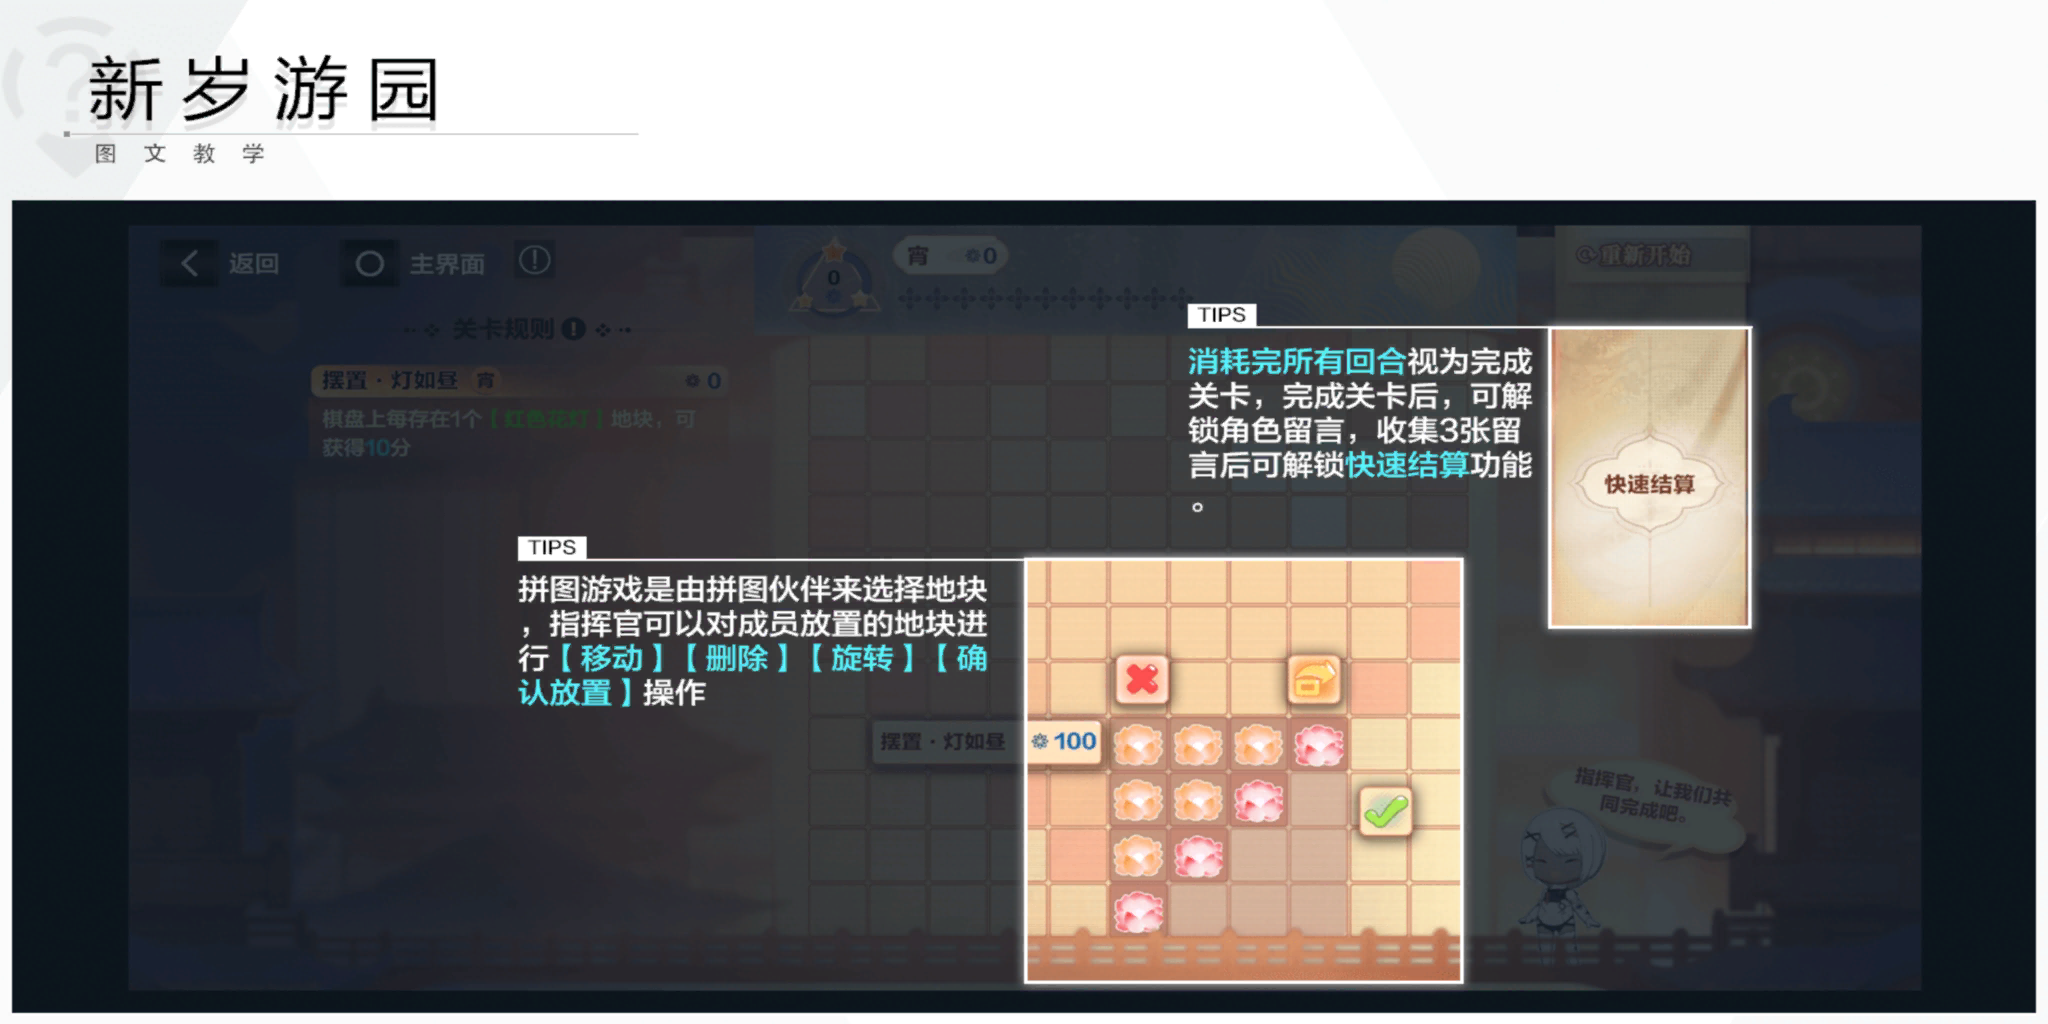 新岁游园
图文教学
返回
主界面
0
宵 0
重新开始
关卡规则
摆置·灯如昼 宵 0
棋盘上每存在1个【红色花灯】地块，可
获得10分
TIPS
消耗完所有回合视为完成
关卡，完成关卡后，可解
锁角色留言，收集3张留
言后可解锁快速结算功能
。
快速结算
TIPS
拼图游戏是由拼图伙伴来选择地块
，指挥官可以对成员放置的地块进
行【移动】【删除】【旋转】【确
认放置】操作
摆置·灯如昼 100
指挥官，让我们共
同完成吧。